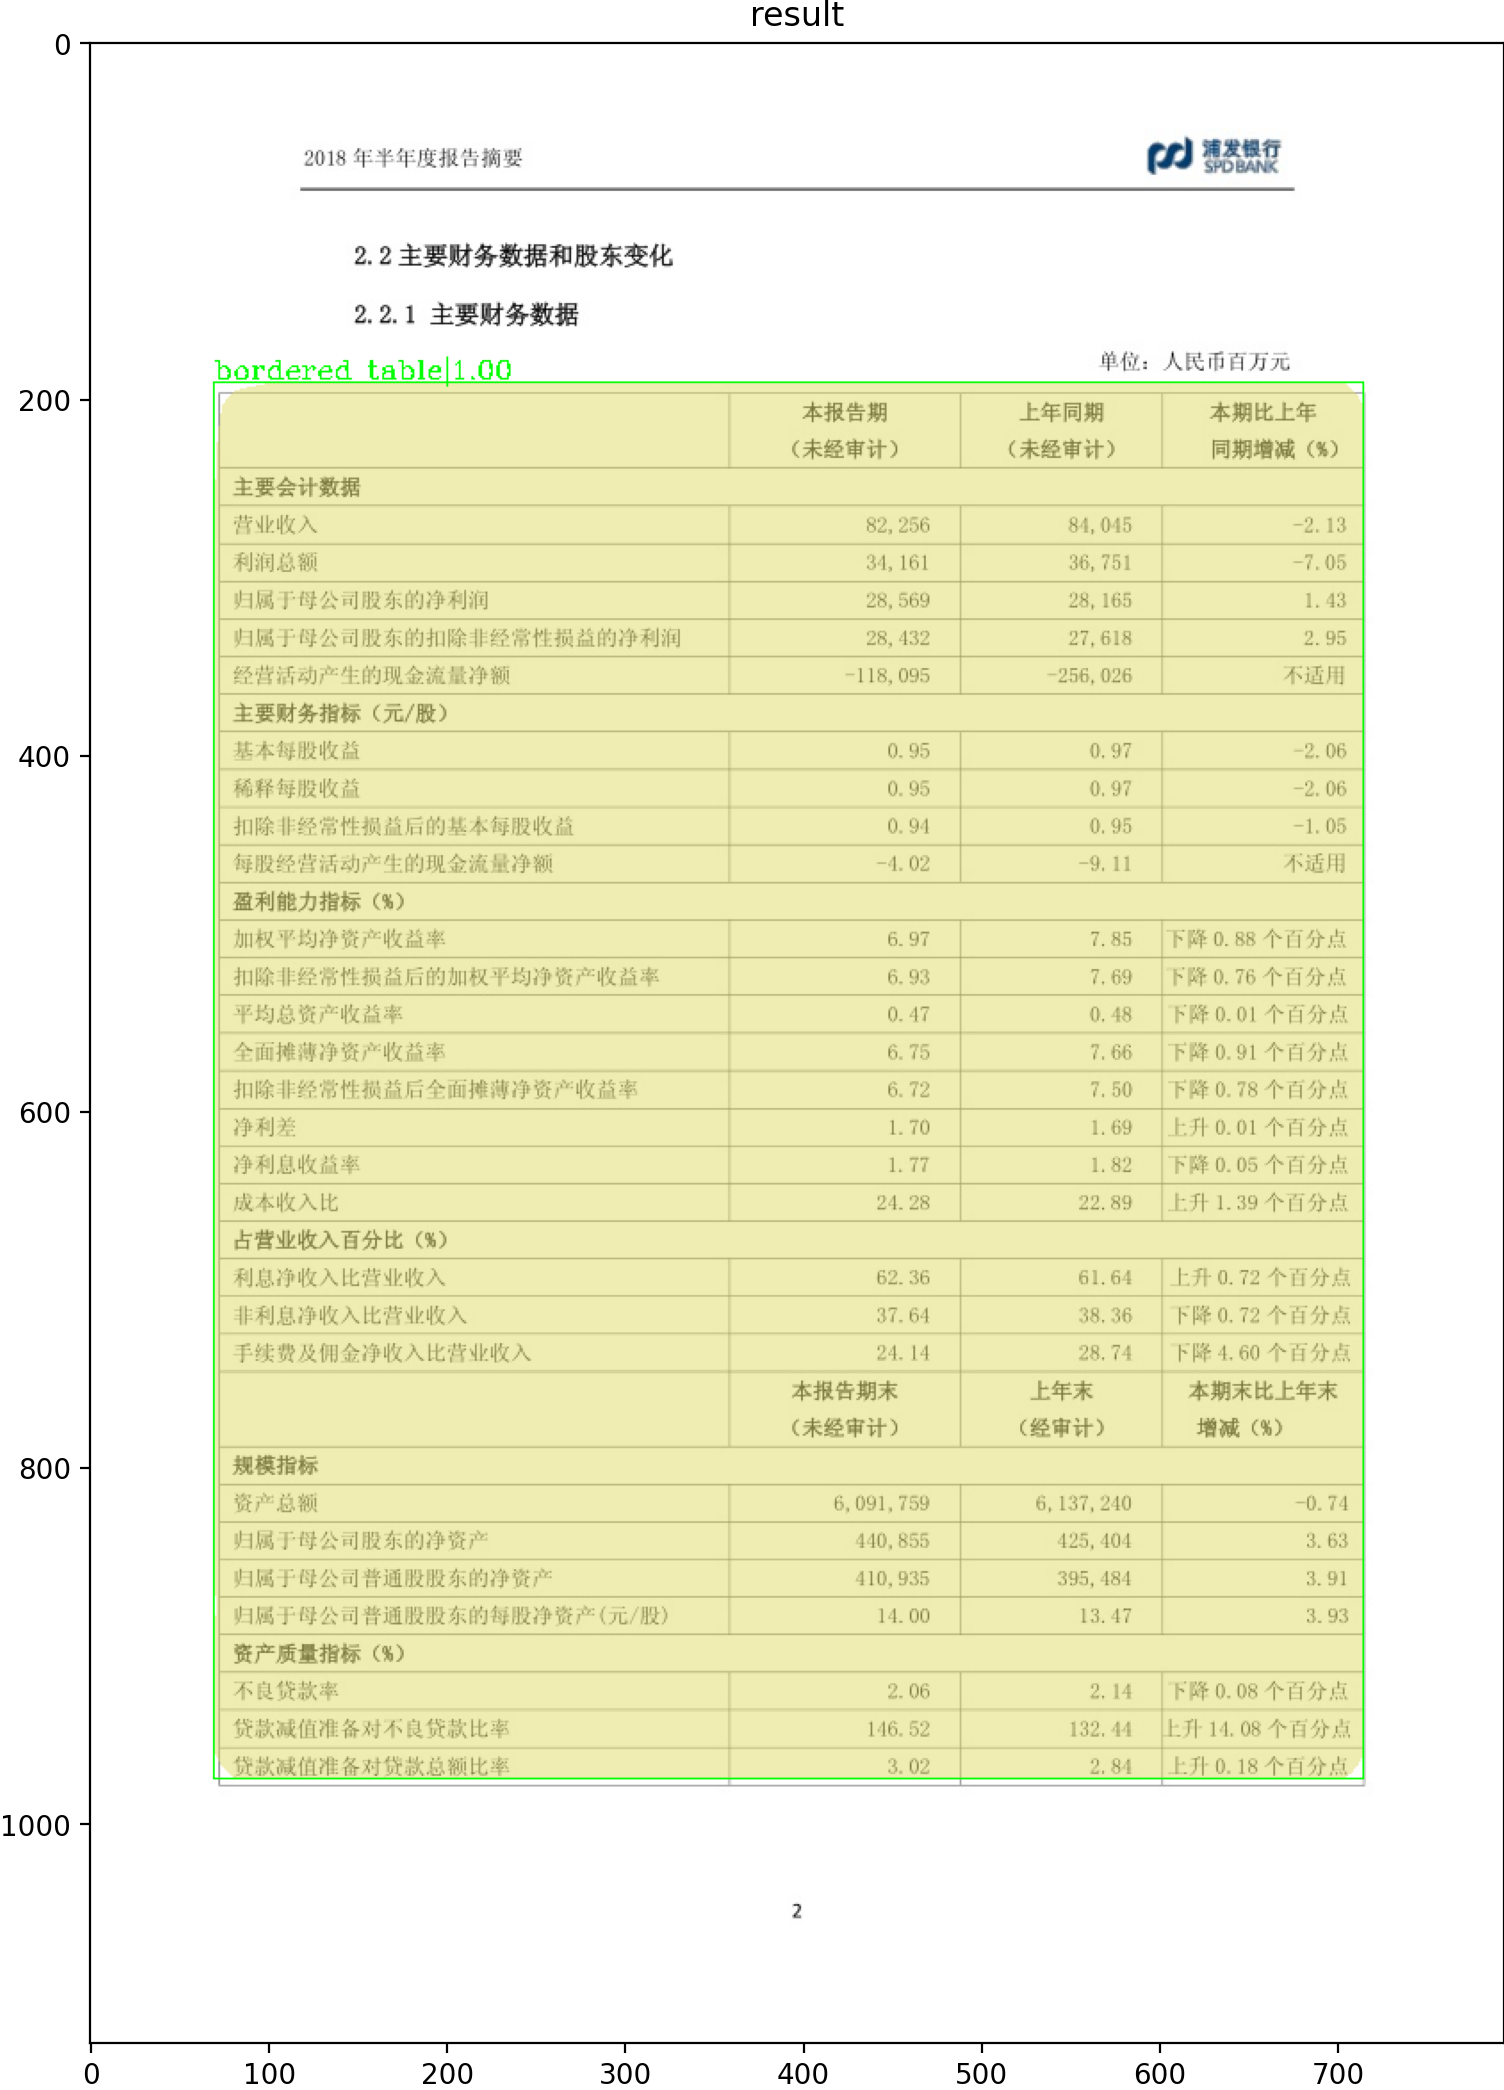 result
2018 年半年度报告摘要
浦发银行
SPD BANK
2.2 主要财务数据和股东变化
2.2.1 主要财务数据
单位：人民币百万元
bordered_table|1.00
本报告期 上年同期 本期比上年
（未经审计） （未经审计） 同期增减（%）
主要会计数据
营业收入 82,256 84,045 -2.13
利润总额 34,161 36,751 -7.05
归属于母公司股东的净利润 28,569 28,165 1.43
归属于母公司股东的扣除非经常性损益的净利润 28,432 27,618 2.95
经营活动产生的现金流量净额 -118,095 -256,026 不适用
主要财务指标（元/股）
基本每股收益 0.95 0.97 -2.06
稀释每股收益 0.95 0.97 -2.06
扣除非经常性损益后的基本每股收益 0.94 0.95 -1.05
每股经营活动产生的现金流量净额 -4.02 -9.11 不适用
盈利能力指标（%）
加权平均净资产收益率 6.97 7.85 下降 0.88 个百分点
扣除非经常性损益后的加权平均净资产收益率 6.93 7.69 下降 0.76 个百分点
平均总资产收益率 0.47 0.48 下降 0.01 个百分点
全面摊薄净资产收益率 6.75 7.66 下降 0.91 个百分点
扣除非经常性损益后全面摊薄净资产收益率 6.72 7.50 下降 0.78 个百分点
净利差 1.70 1.69 上升 0.01 个百分点
净利息收益率 1.77 1.82 下降 0.05 个百分点
成本收入比 24.28 22.89 上升 1.39 个百分点
占营业收入百分比（%）
利息净收入比营业收入 62.36 61.64 上升 0.72 个百分点
非利息净收入比营业收入 37.64 38.36 下降 0.72 个百分点
手续费及佣金净收入比营业收入 24.14 28.74 下降 4.60 个百分点
本报告期末 上年末 本期末比上年末
（未经审计） （经审计） 增减（%）
规模指标
资产总额 6,091,759 6,137,240 -0.74
归属于母公司股东的净资产 440,855 425,404 3.63
归属于母公司普通股股东的净资产 410,935 395,484 3.91
归属于母公司普通股股东的每股净资产(元/股) 14.00 13.47 3.93
资产质量指标（%）
不良贷款率 2.06 2.14 下降 0.08 个百分点
贷款减值准备对不良贷款比率 146.52 132.44 上升 14.08 个百分点
贷款减值准备对贷款总额比率 3.02 2.84 上升 0.18 个百分点
2
0
200
400
600
800
1000
0 100 200 300 400 500 600 700